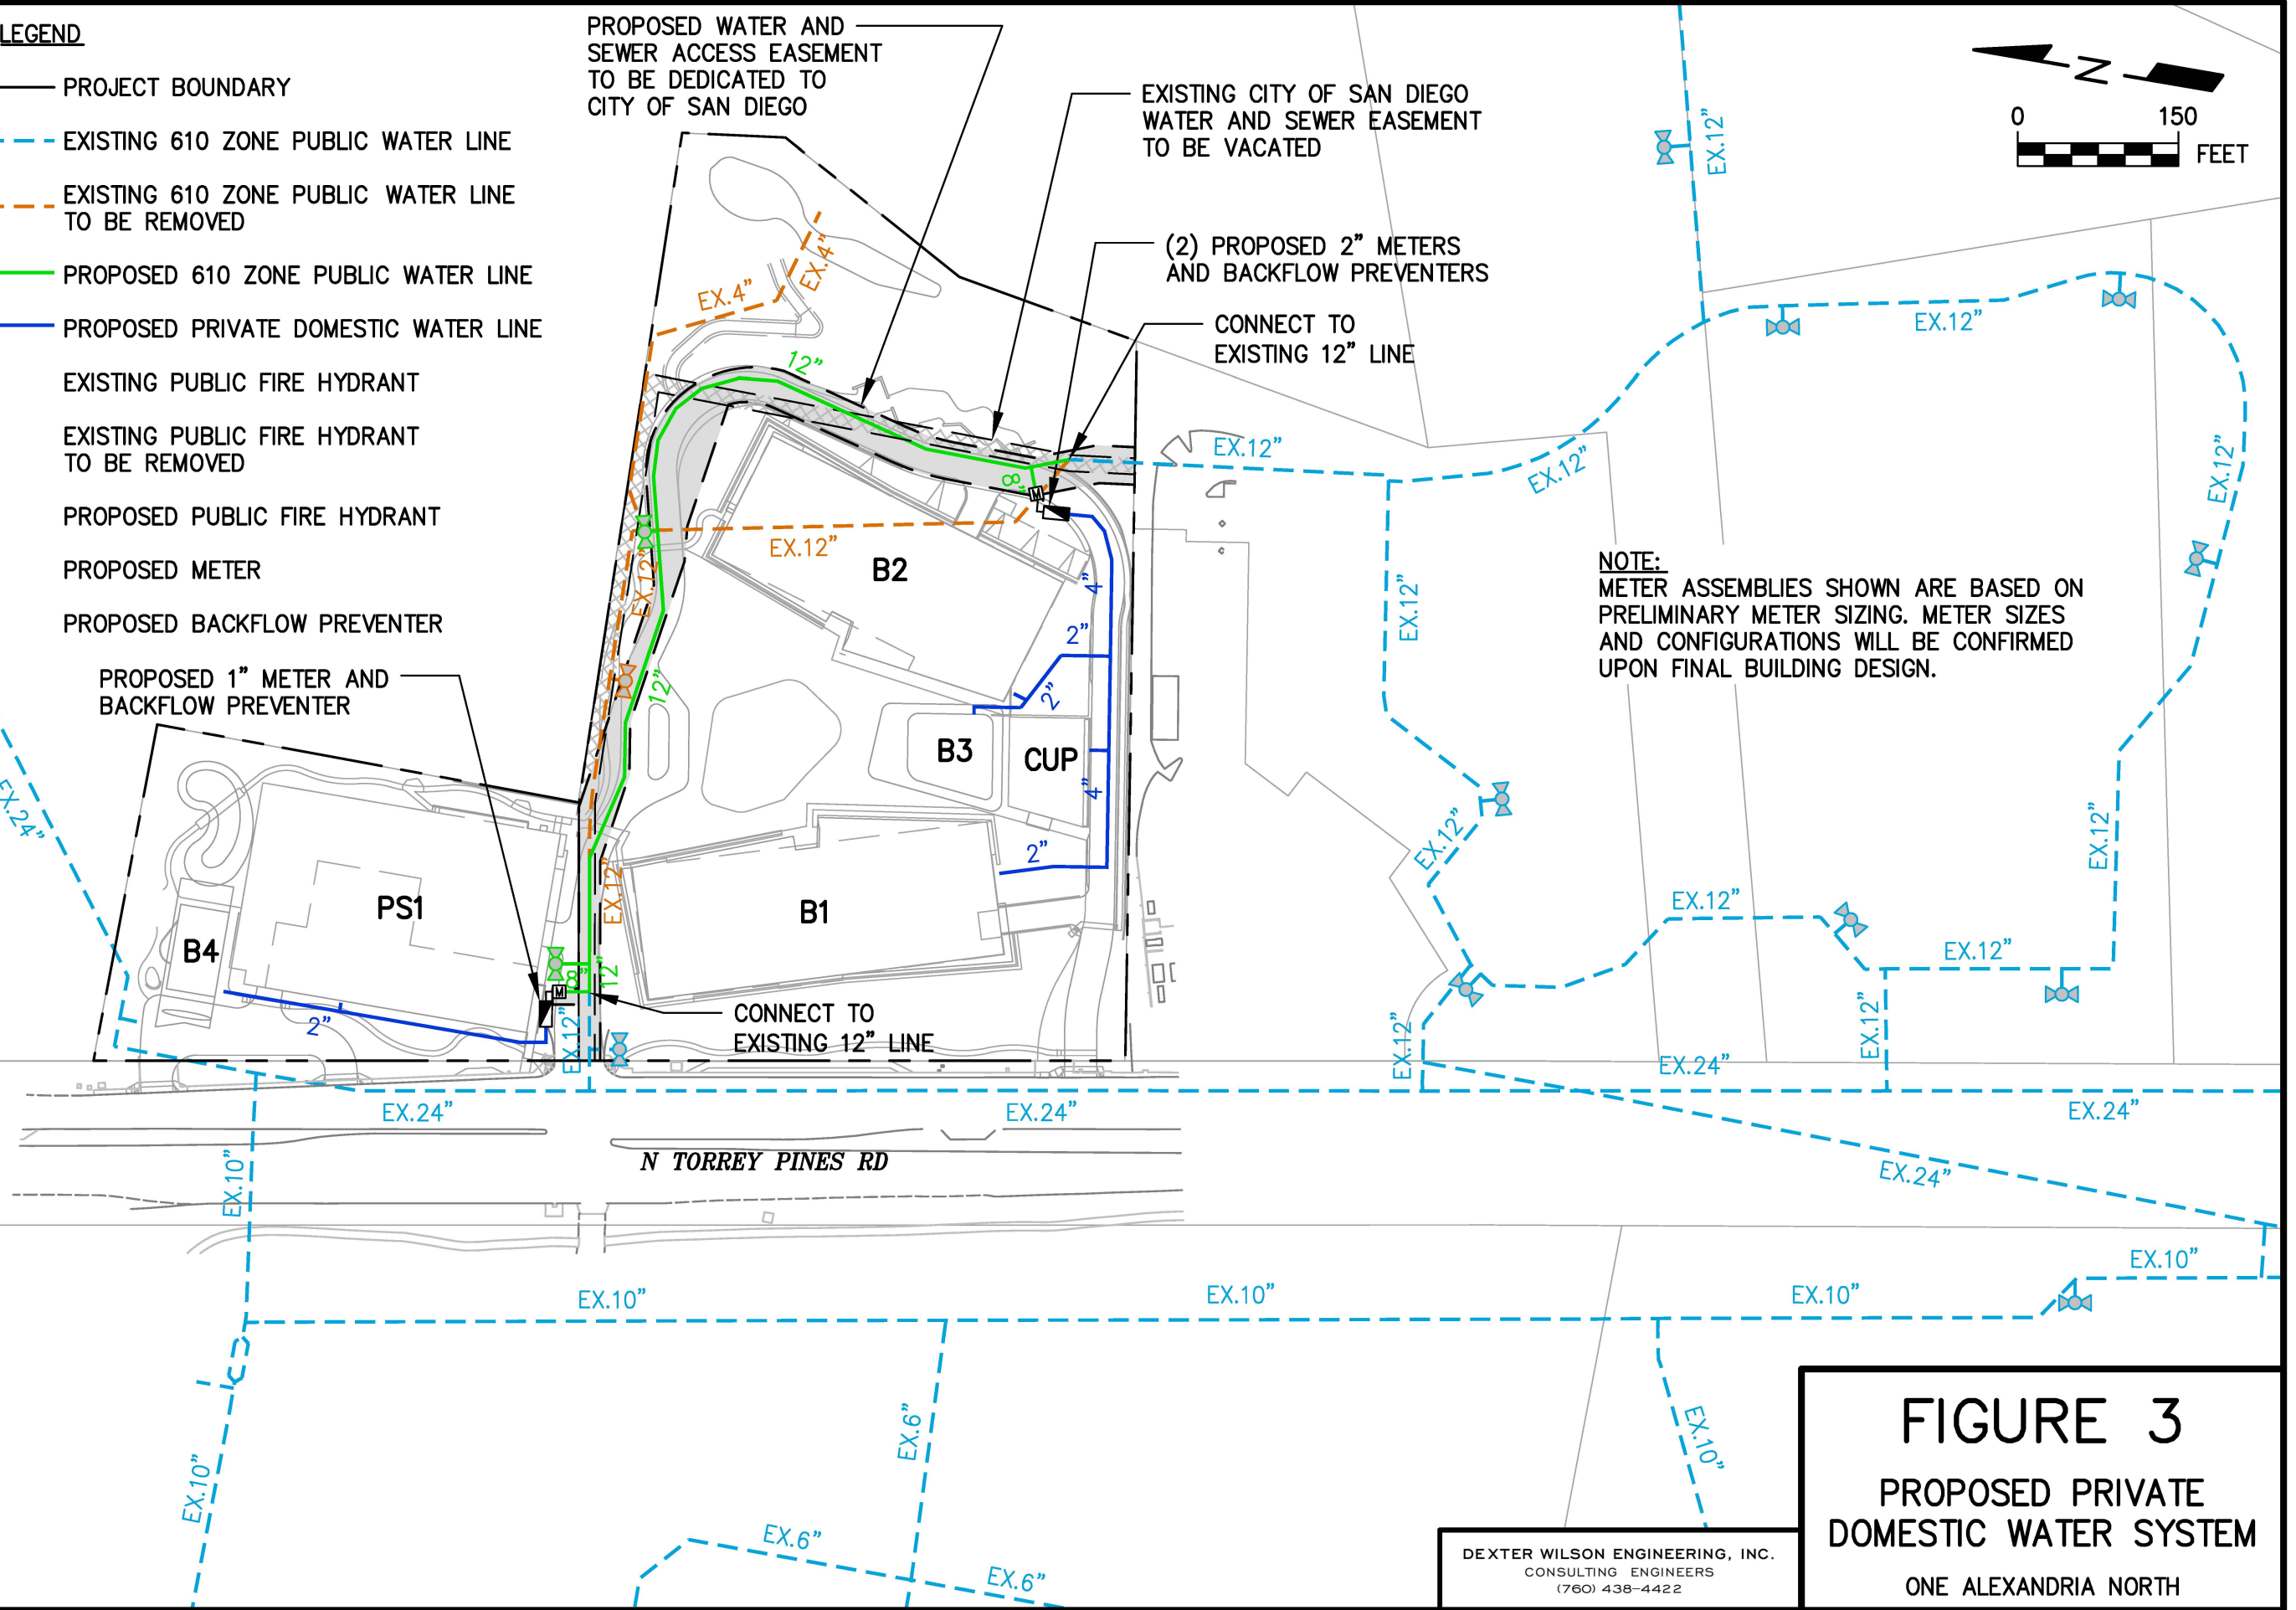 LEGEND
PROJECT BOUNDARY
EXISTING 610 ZONE PUBLIC WATER LINE
EXISTING 610 ZONE PUBLIC WATER LINE
TO BE REMOVED
PROPOSED 610 ZONE PUBLIC WATER LINE
PROPOSED PRIVATE DOMESTIC WATER LINE
EXISTING PUBLIC FIRE HYDRANT
EXISTING PUBLIC FIRE HYDRANT
TO BE REMOVED
PROPOSED PUBLIC FIRE HYDRANT
PROPOSED METER
PROPOSED BACKFLOW PREVENTER
PROPOSED 1" METER AND
BACKFLOW PREVENTER
PROPOSED WATER AND
SEWER ACCESS EASEMENT
TO BE DEDICATED TO
CITY OF SAN DIEGO
EXISTING CITY OF SAN DIEGO
WATER AND SEWER EASEMENT
TO BE VACATED
(2) PROPOSED 2" METERS
AND BACKFLOW PREVENTERS
CONNECT TO
EXISTING 12" LINE
N
0 150
FEET
EX.12"
EX.4"
EX.4"
12"
EX.12"
EX.12"
EX.12"
EX.12"
8"
M
EX.12"
B2
EX.12"
4"
EX.12"
2"
2"
12"
NOTE:
METER ASSEMBLIES SHOWN ARE BASED ON
PRELIMINARY METER SIZING. METER SIZES
AND CONFIGURATIONS WILL BE CONFIRMED
UPON FINAL BUILDING DESIGN.
B3
CUP
4"
EX.24"
EX.12"
EX.12"
2"
EX.12"
EX.12"
PS1
B1
B4
EX.12"
8"
12"
M
2"
EX.12"
CONNECT TO
EXISTING 12" LINE
EX.12"
EX.12"
EX.24"
EX.24"
EX.24"
EX.24"
N TORREY PINES RD
EX.10"
EX.24"
EX.10"
EX.10"
EX.10"
EX.10"
EX.10"
EX.6"
EX.10"
EX.6"
EX.6"
DEXTER WILSON ENGINEERING, INC.
CONSULTING ENGINEERS
(760) 438-4422
FIGURE 3
PROPOSED PRIVATE
DOMESTIC WATER SYSTEM
ONE ALEXANDRIA NORTH